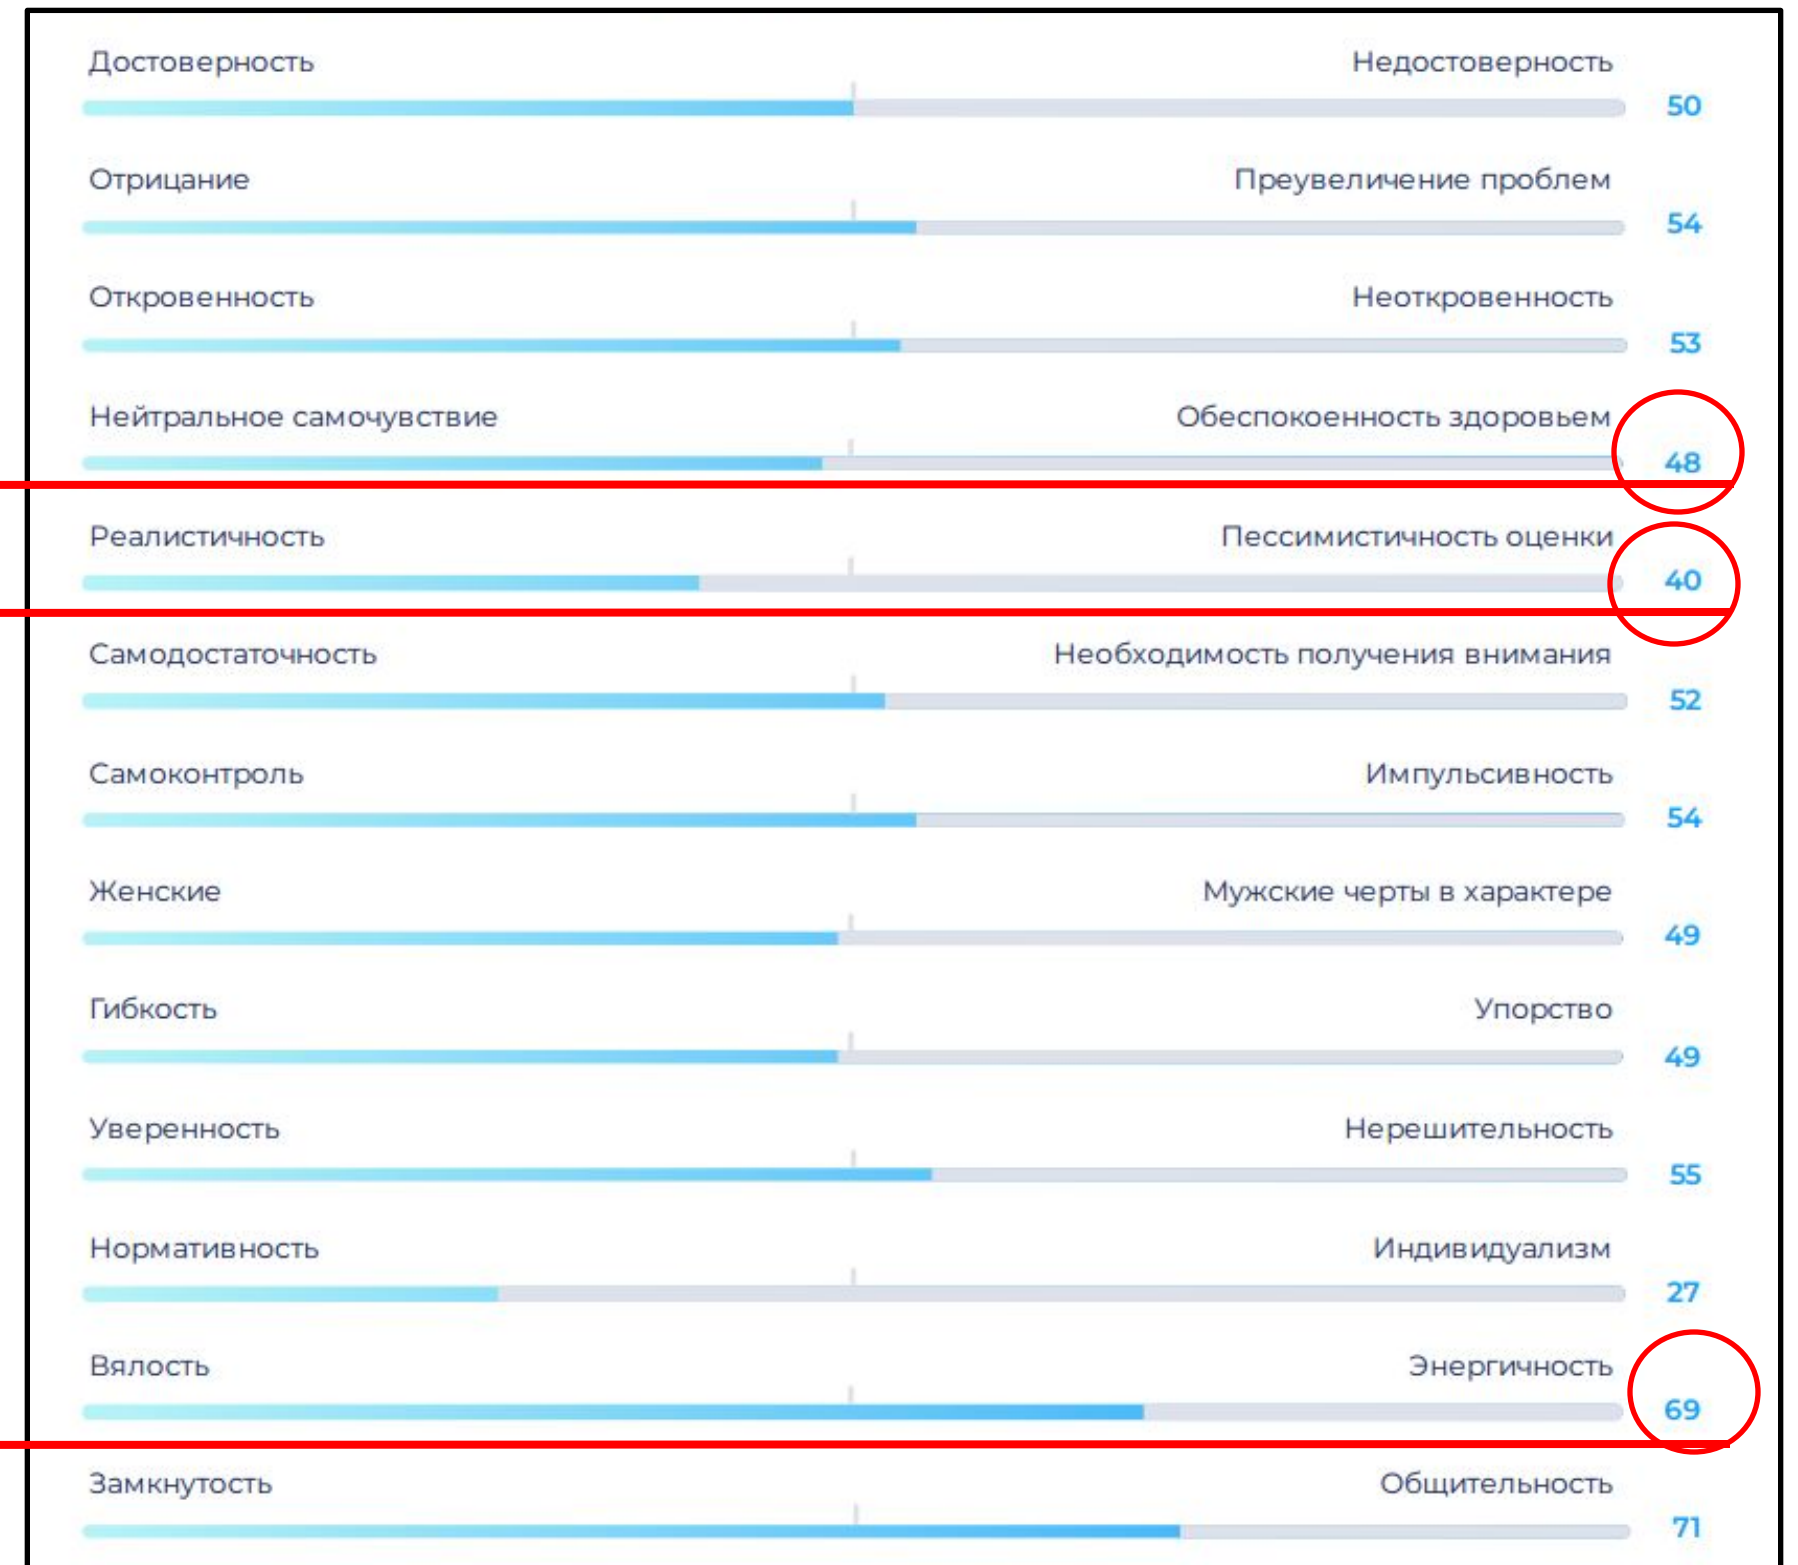 Достоверность Недостоверность
50
Отрицание Преувеличение проблем
54
Откровенность Неоткровенность
53
Нейтральное самочувствие Обеспокоенность здоровьем
48
Реалистичность Пессимистичность оценки
40
Самодостаточность Необходимость получения внимания
52
Самоконтроль Импульсивность
54
Женские Мужские черты в характере
49
Гибкость Упорство
49
Уверенность Нерешительность
55
Нормативность Индивидуализм
27
Вялость Энергичность
69
Замкнутость Общительность
71